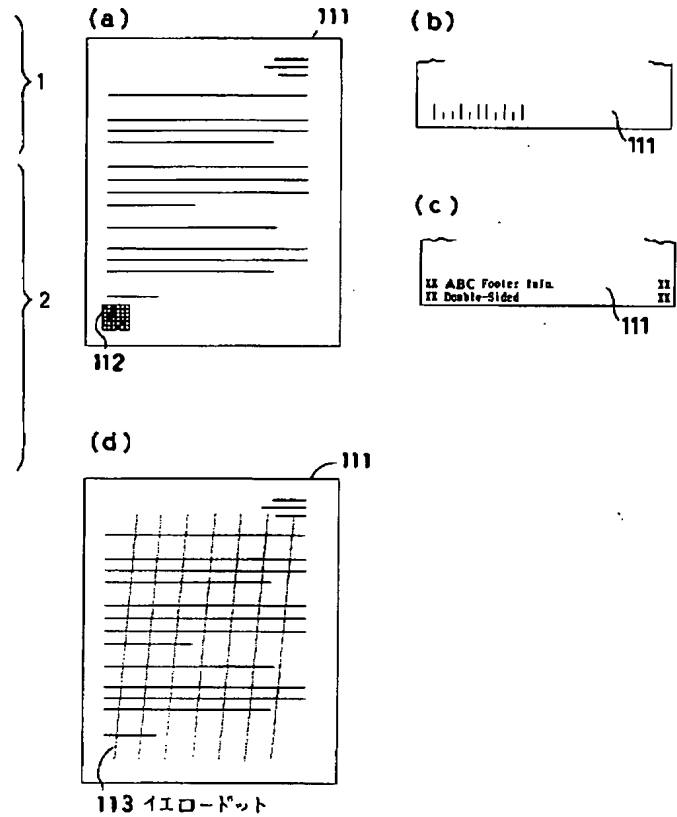 (a)
111
1
2
112
(b)
111
(c)
XX ABC Footer Info. XX
XX Double-Sided XX
111
(d)
111
113 イエロードット